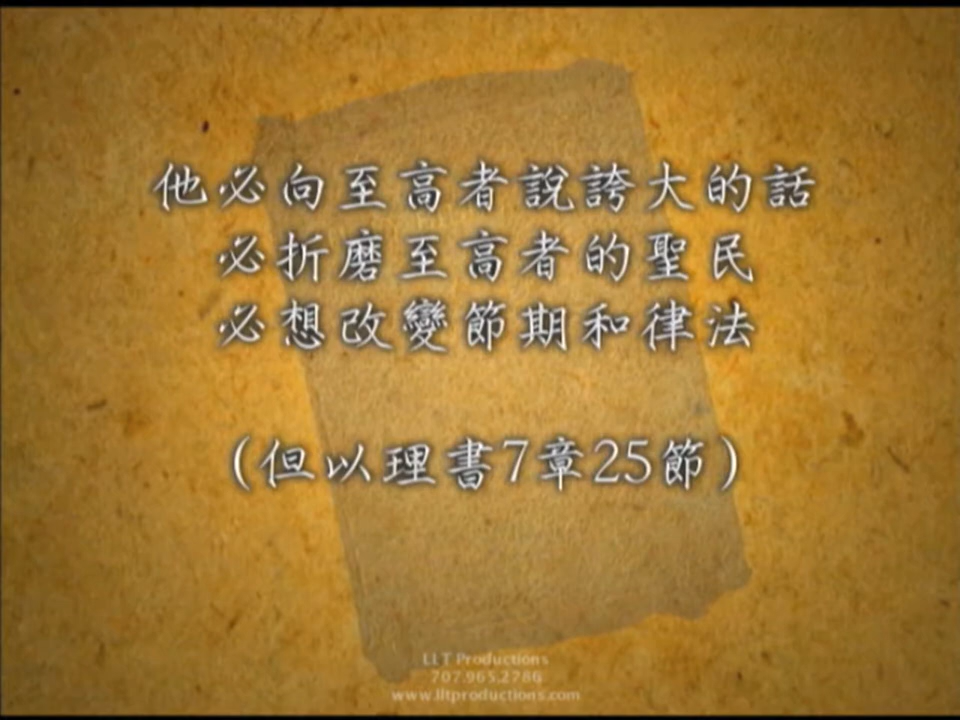 他必向至高者說誇大的話
必折磨至高者的聖民
必想改變節期和律法
(但以理書7章25節)
LLT Productions
707.965.2786
www.lltproductions.com